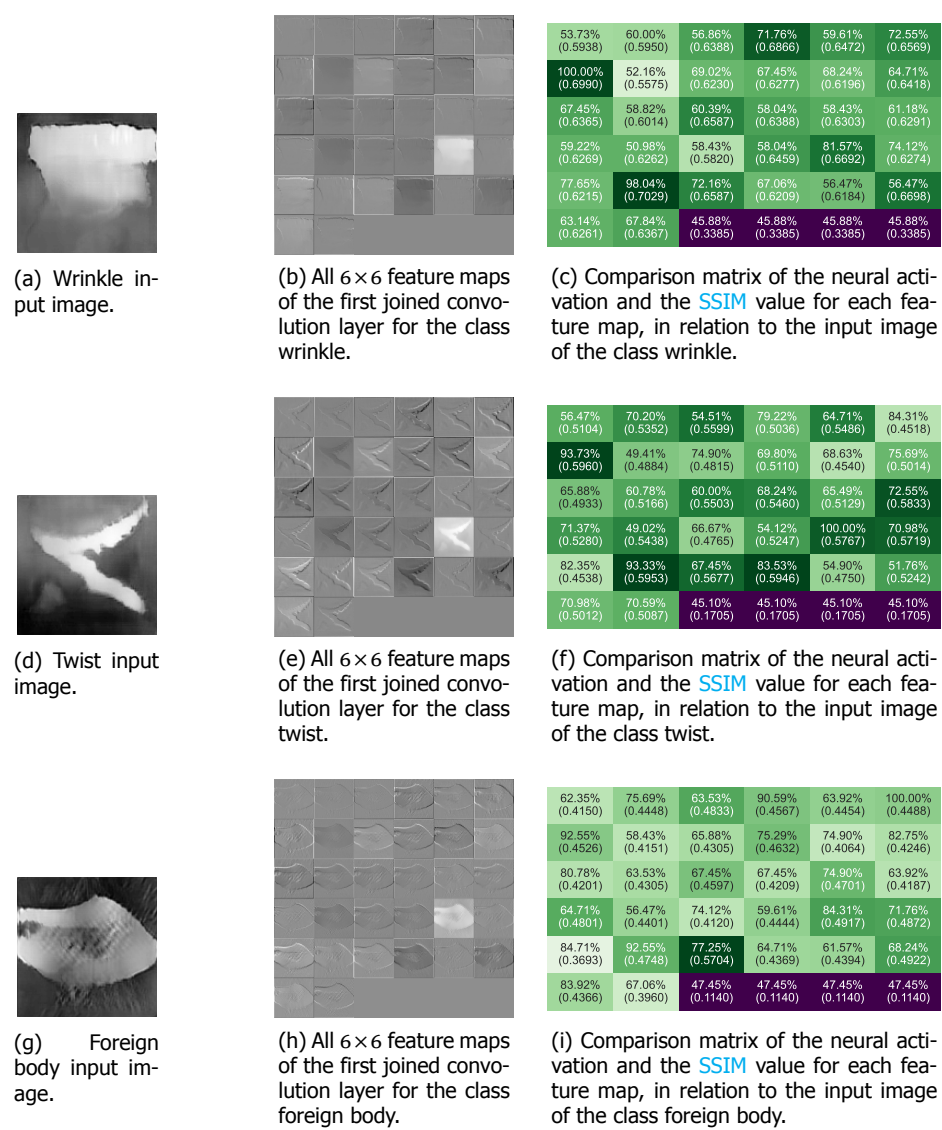 53.73% 60.00% 56.86% 71.76% 59.61% 72.55%
(0.5938) (0.5950) (0.6388) (0.6866) (0.6472) (0.6569)
100.00% 52.16% 69.02% 67.45% 68.24% 64.71%
(0.6990) (0.5575) (0.6230) (0.6277) (0.6196) (0.6418)
67.45% 58.82% 60.39% 58.04% 58.43% 61.18%
(0.6365) (0.6014) (0.6587) (0.6388) (0.6303) (0.6291)
59.22% 50.98% 58.43% 58.04% 81.57% 74.12%
(0.6269) (0.6262) (0.5820) (0.6459) (0.6692) (0.6274)
77.65% 98.04% 72.16% 67.06% 56.47% 56.47%
(0.6215) (0.7029) (0.6587) (0.6209) (0.6184) (0.6698)
63.14% 67.84% 45.88% 45.88% 45.88% 45.88%
(0.6261) (0.6367) (0.3385) (0.3385) (0.3385) (0.3385)
(a) Wrinkle in-
put image.
(b) All 6×6 feature maps
of the first joined convo-
lution layer for the class
wrinkle.
(c) Comparison matrix of the neural acti-
vation and the SSIM value for each fea-
ture map, in relation to the input image
of the class wrinkle.
56.47% 70.20% 54.51% 79.22% 64.71% 84.31%
(0.5104) (0.5352) (0.5599) (0.5036) (0.5486) (0.4518)
93.73% 49.41% 74.90% 69.80% 68.63% 75.69%
(0.5960) (0.4884) (0.4815) (0.5110) (0.4540) (0.5014)
65.88% 60.78% 60.00% 68.24% 65.49% 72.55%
(0.4933) (0.5166) (0.5503) (0.5460) (0.5129) (0.5833)
71.37% 49.02% 66.67% 54.12% 100.00% 70.98%
(0.5280) (0.5438) (0.4765) (0.5247) (0.5767) (0.5719)
82.35% 93.33% 67.45% 83.53% 54.90% 51.76%
(0.4538) (0.5953) (0.5677) (0.5946) (0.4750) (0.5242)
70.98% 70.59% 45.10% 45.10% 45.10% 45.10%
(0.5012) (0.5087) (0.1705) (0.1705) (0.1705) (0.1705)
(d) Twist input
image.
(e) All 6×6 feature maps
of the first joined convo-
lution layer for the class
twist.
(f) Comparison matrix of the neural acti-
vation and the SSIM value for each fea-
ture map, in relation to the input image
of the class twist.
62.35% 75.69% 63.53% 90.59% 63.92% 100.00%
(0.4150) (0.4448) (0.4833) (0.4567) (0.4454) (0.4488)
92.55% 58.43% 65.88% 75.29% 74.90% 82.75%
(0.4526) (0.4151) (0.4305) (0.4632) (0.4064) (0.4246)
80.78% 63.53% 67.45% 67.45% 74.90% 63.92%
(0.4201) (0.4305) (0.4597) (0.4209) (0.4701) (0.4187)
64.71% 56.47% 74.12% 59.61% 84.31% 71.76%
(0.4801) (0.4401) (0.4120) (0.4444) (0.4917) (0.4872)
84.71% 92.55% 77.25% 64.71% 61.57% 68.24%
(0.3693) (0.4748) (0.5704) (0.4369) (0.4394) (0.4922)
83.92% 67.06% 47.45% 47.45% 47.45% 47.45%
(0.4366) (0.3960) (0.1140) (0.1140) (0.1140) (0.1140)
(g) Foreign
body input im-
age.
(h) All 6×6 feature maps
of the first joined convo-
lution layer for the class
foreign body.
(i) Comparison matrix of the neural acti-
vation and the SSIM value for each fea-
ture map, in relation to the input image
of the class foreign body.